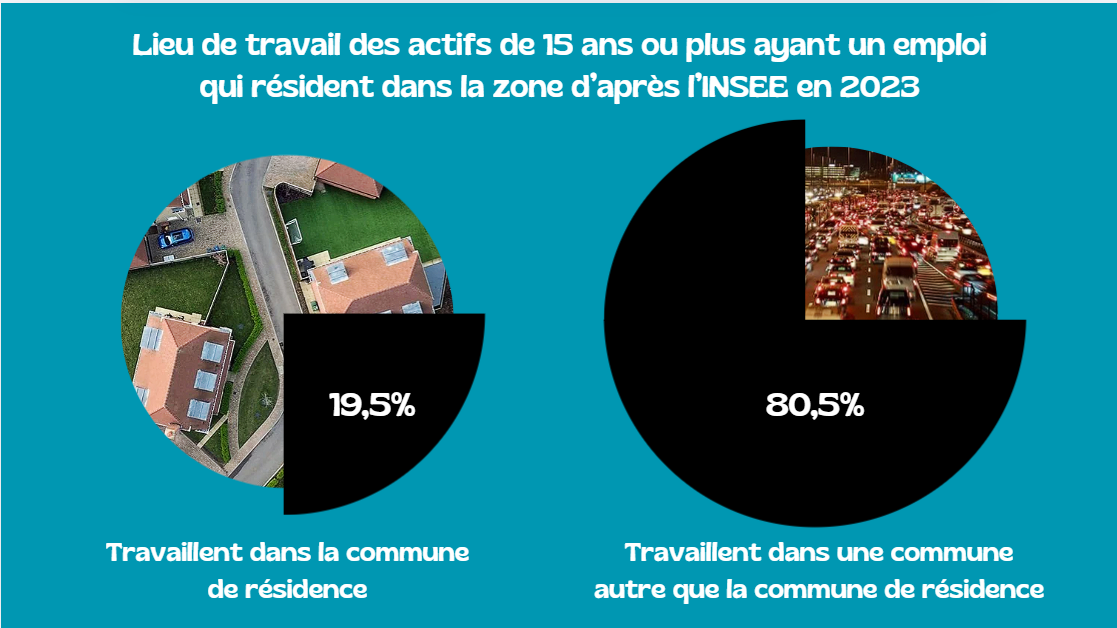 Lieu de travail des actifs de 15 ans ou plus ayant un emploi
qui résident dans la zone d'après l'INSEE en 2023
19,5%
80,5%
Travaillent dans la commune
de résidence
Travaillent dans une commune
autre que la commune de résidence